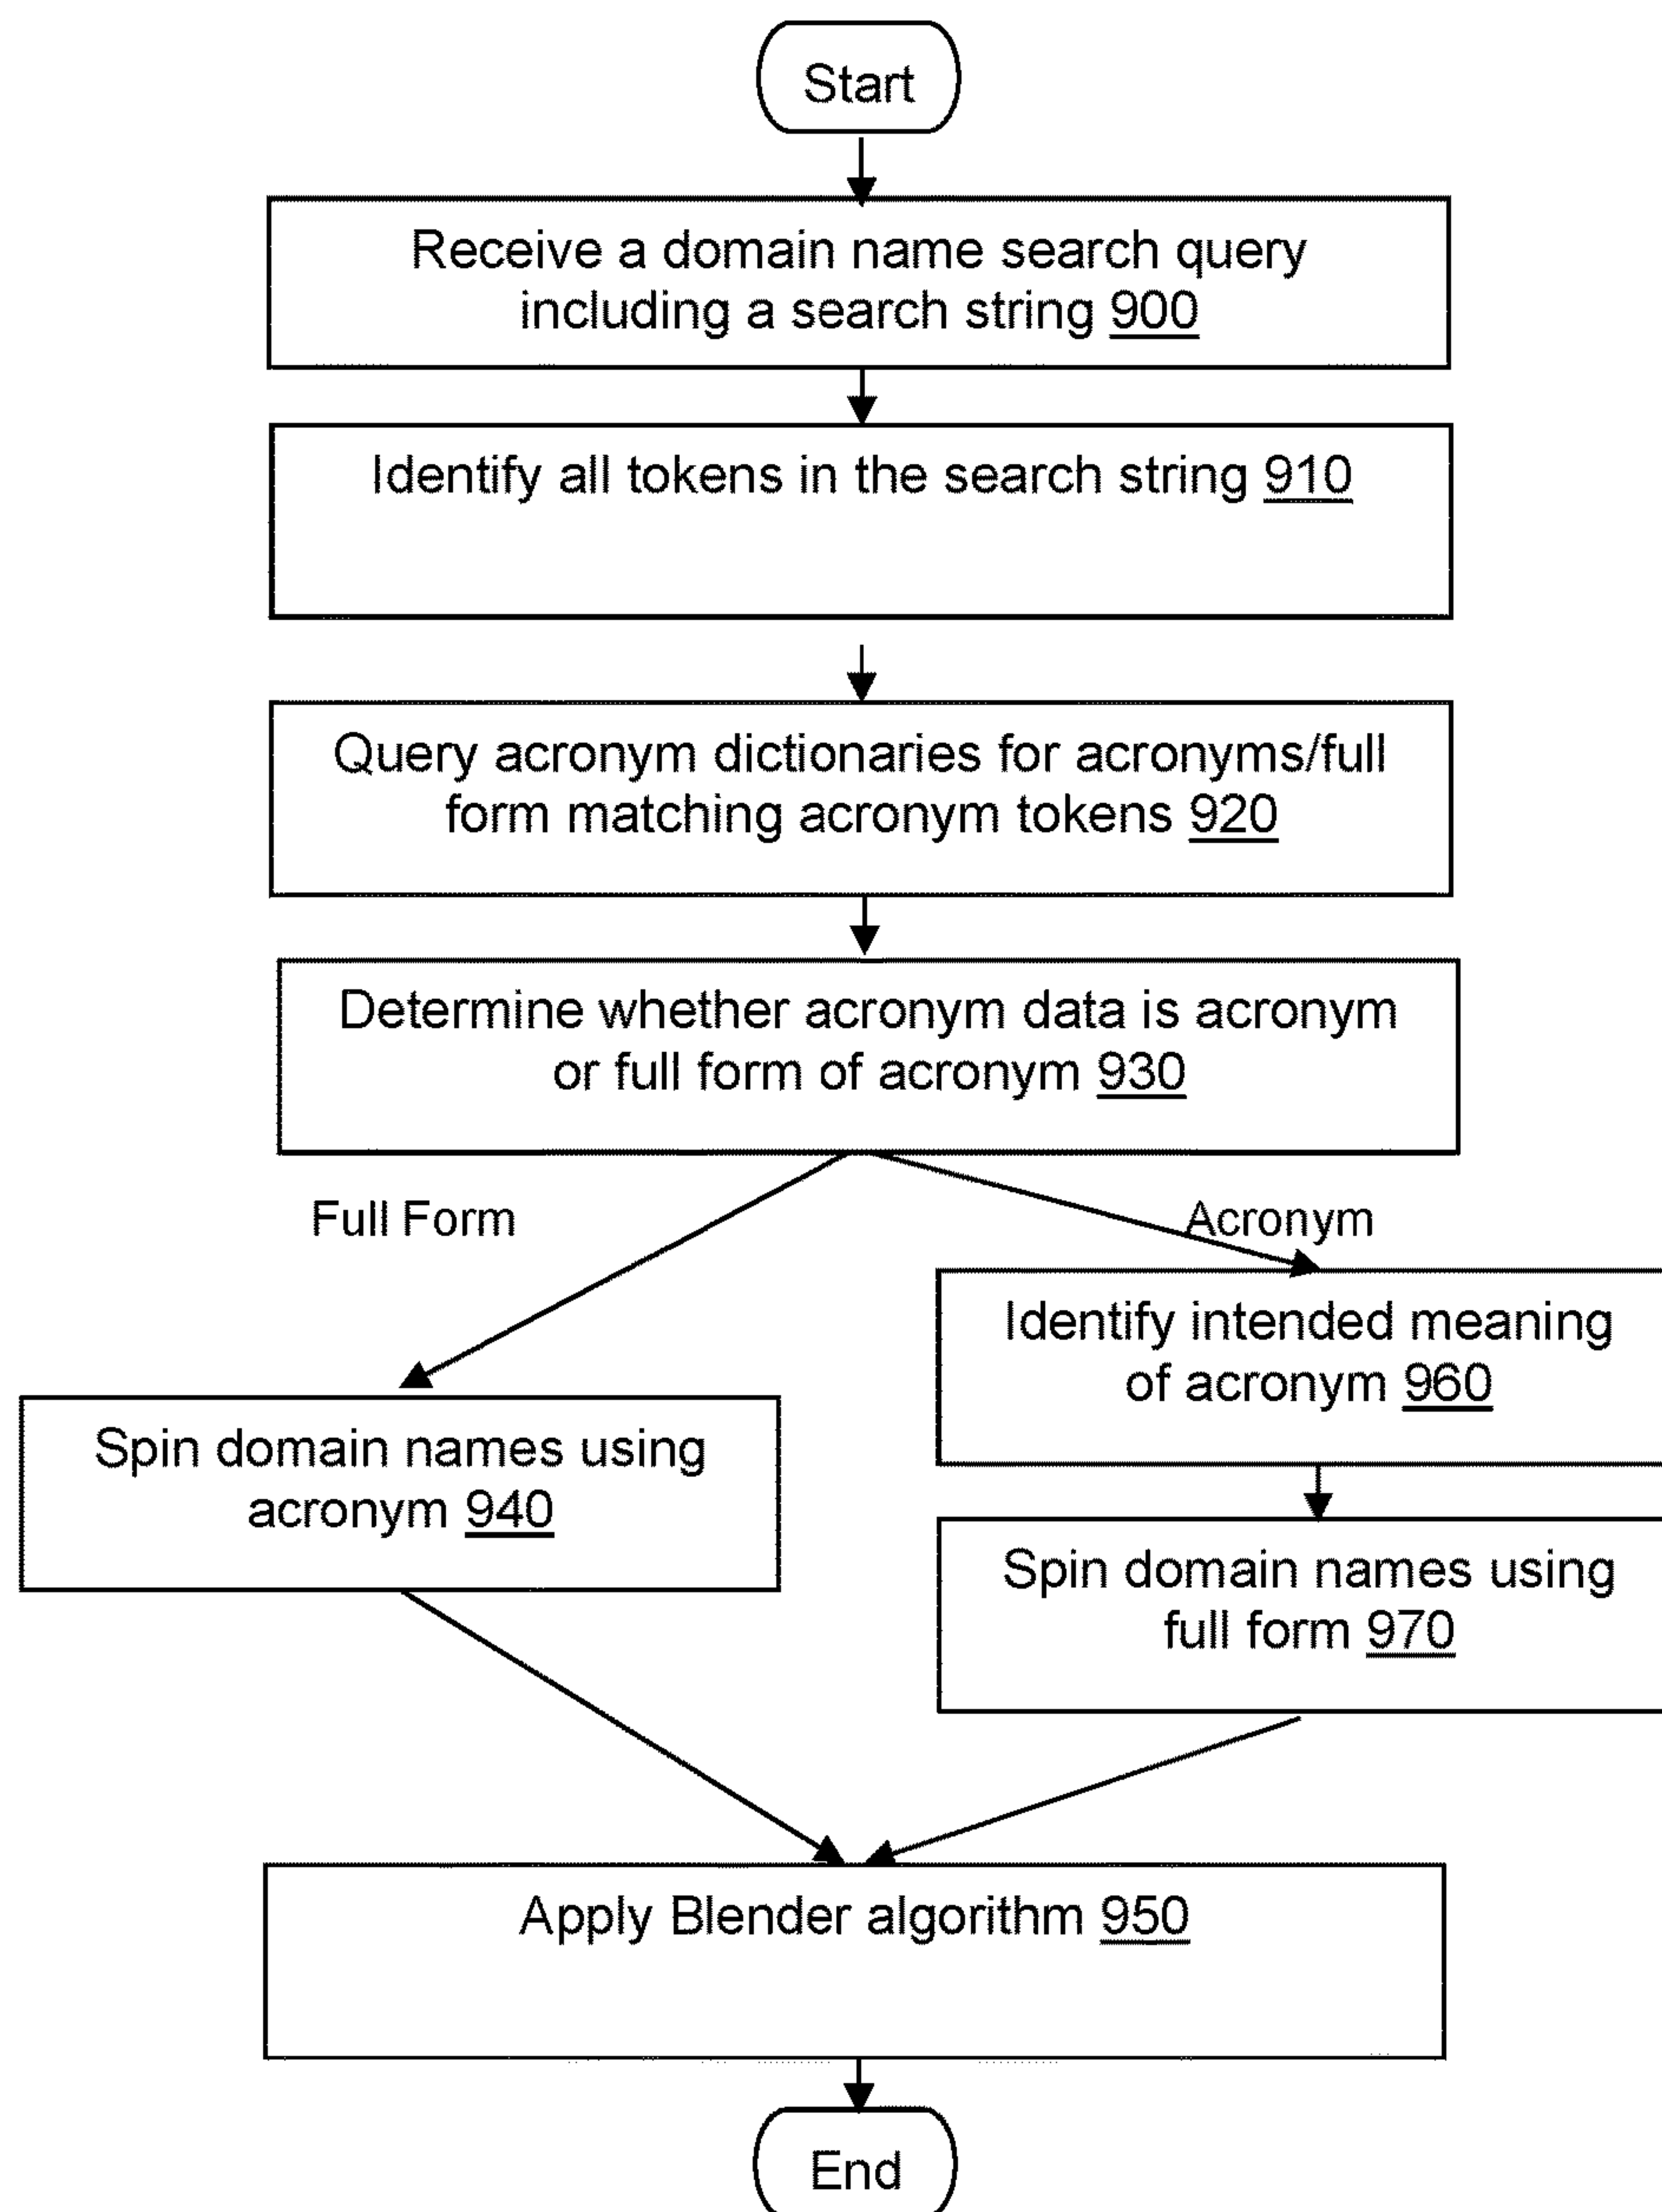 Start
Receive a domain name search query
including a search string 900
Identify all tokens in the search string 910
Query acronym dictionaries for acronyms/full
form matching acronym tokens 920
Determine whether acronym data is acronym
or full form of acronym 930
Full Form
Acronym
Identify intended meaning
of acronym 960
Spin domain names using
acronym 940
Spin domain names using
full form 970
Apply Blender algorithm 950
End